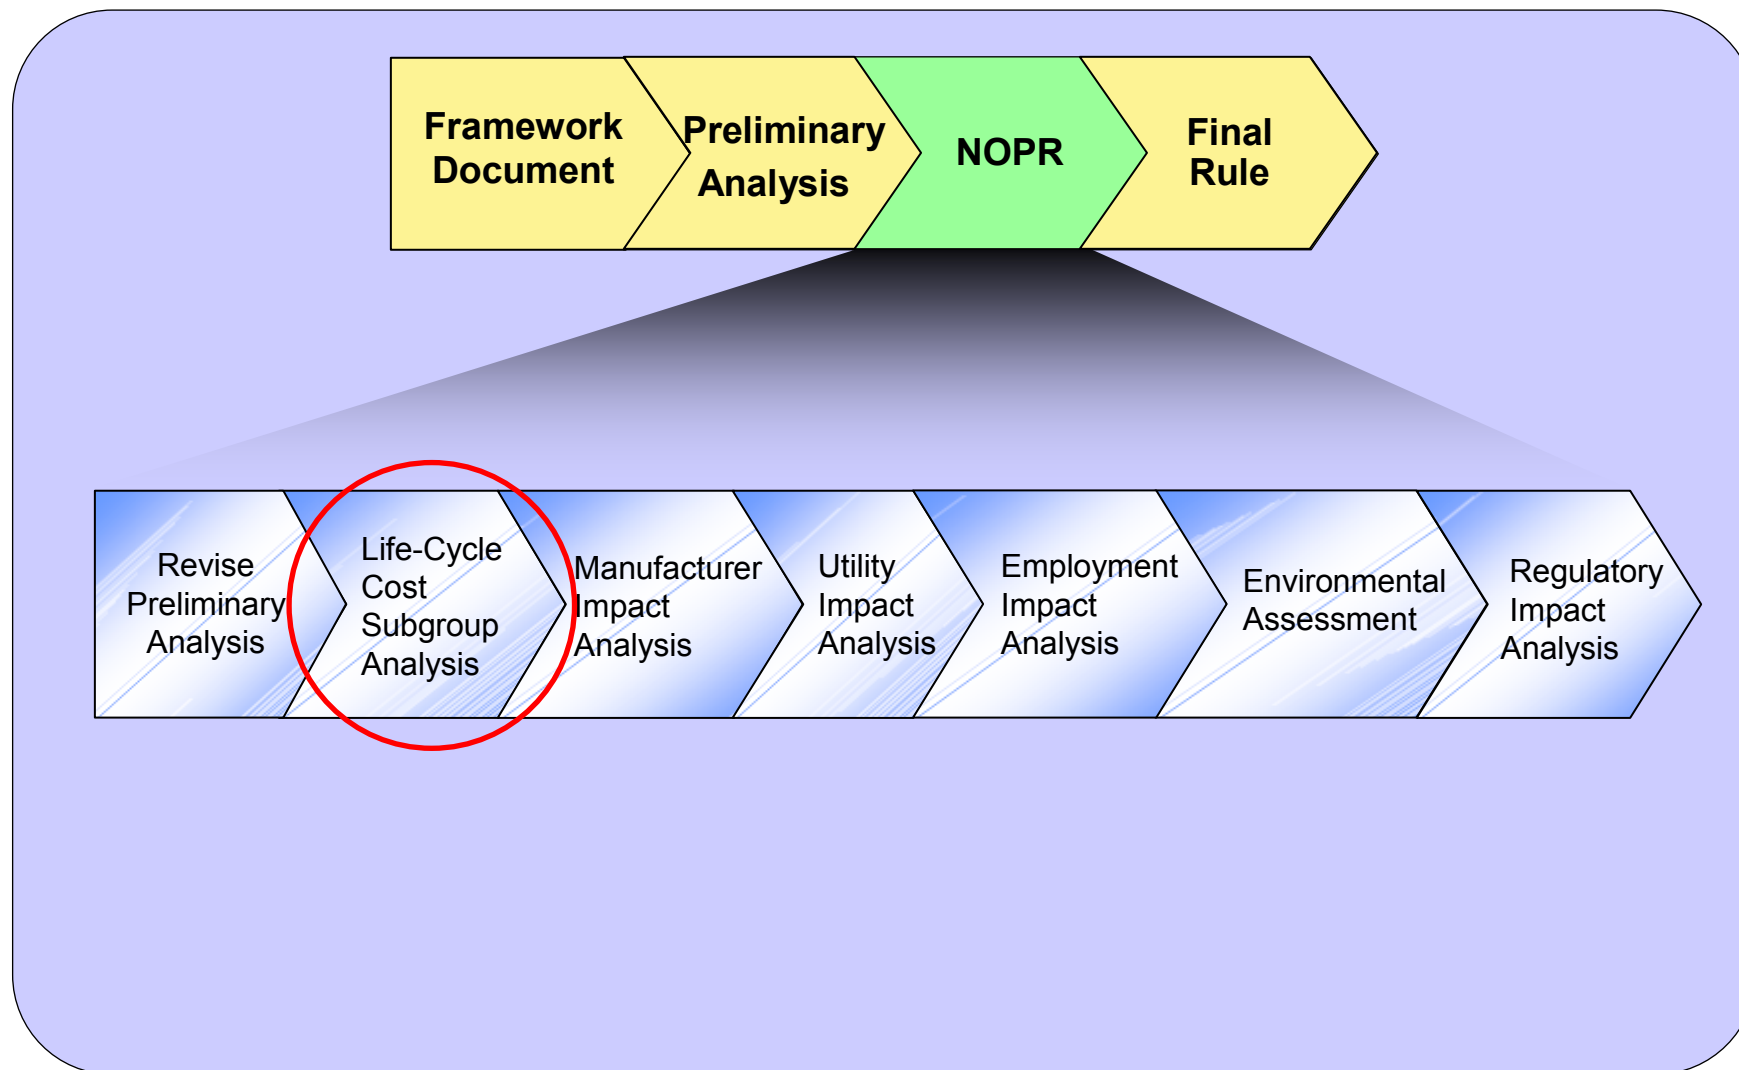 Framework
Document
Preliminary
Analysis
NOPR
Final
Rule
Revise
Preliminary
Analysis
Life-Cycle
Cost
Subgroup
Analysis
Manufacturer
Impact
Analysis
Utility
Impact
Analysis
Employment
Impact
Analysis
Environmental
Assessment
Regulatory
Impact
Analysis